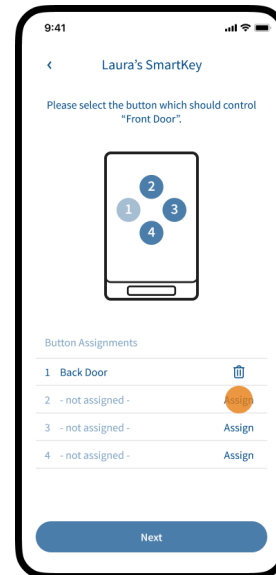 9:41
Laura's SmartKey
Please select the button which should control
“Front Door”.
2
1
3
4
Button Assignments
1 Back Door
2 - not assigned - Assign
3 - not assigned - Assign
4 - not assigned - Assign
Next